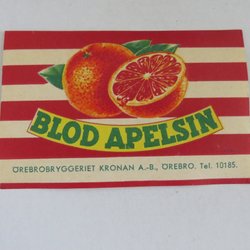 BLOD APELSIN
ÖREBROBRYGGERIET KRONAN A.-B., ÖREBRO. Tel. 10185.